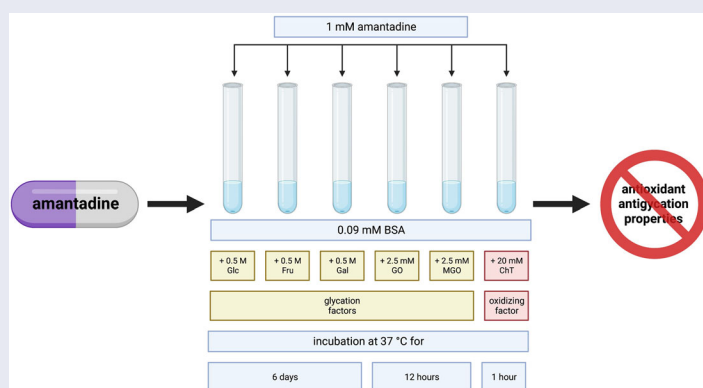 1 mM amantadine
amantadine
antioxidant
antigycation
properties
0.09 mM BSA
+ 0.5 M
Glc
+ 0.5 M
Fru
+ 0.5 M
Gal
+ 2.5 mM
GO
+ 2.5 mM
MGO
+ 20 mM
ChT
glycation
factors
oxidizing
factor
incubation at 37 °C for
6 days
12 hours
1 hour